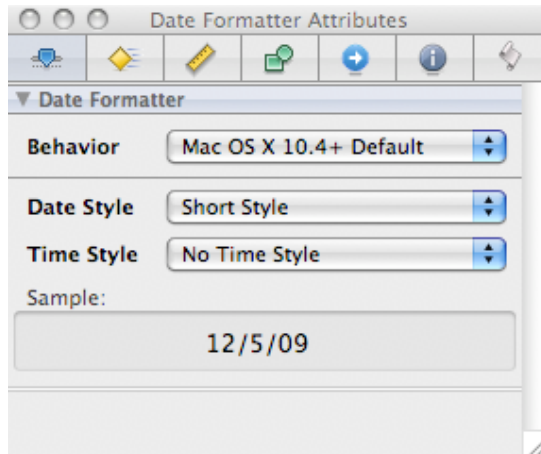 Date Formatter Attributes
Date Formatter
Behavior Mac OS X 10.4+ Default
Date Style Short Style
Time Style No Time Style
Sample:
12/5/09